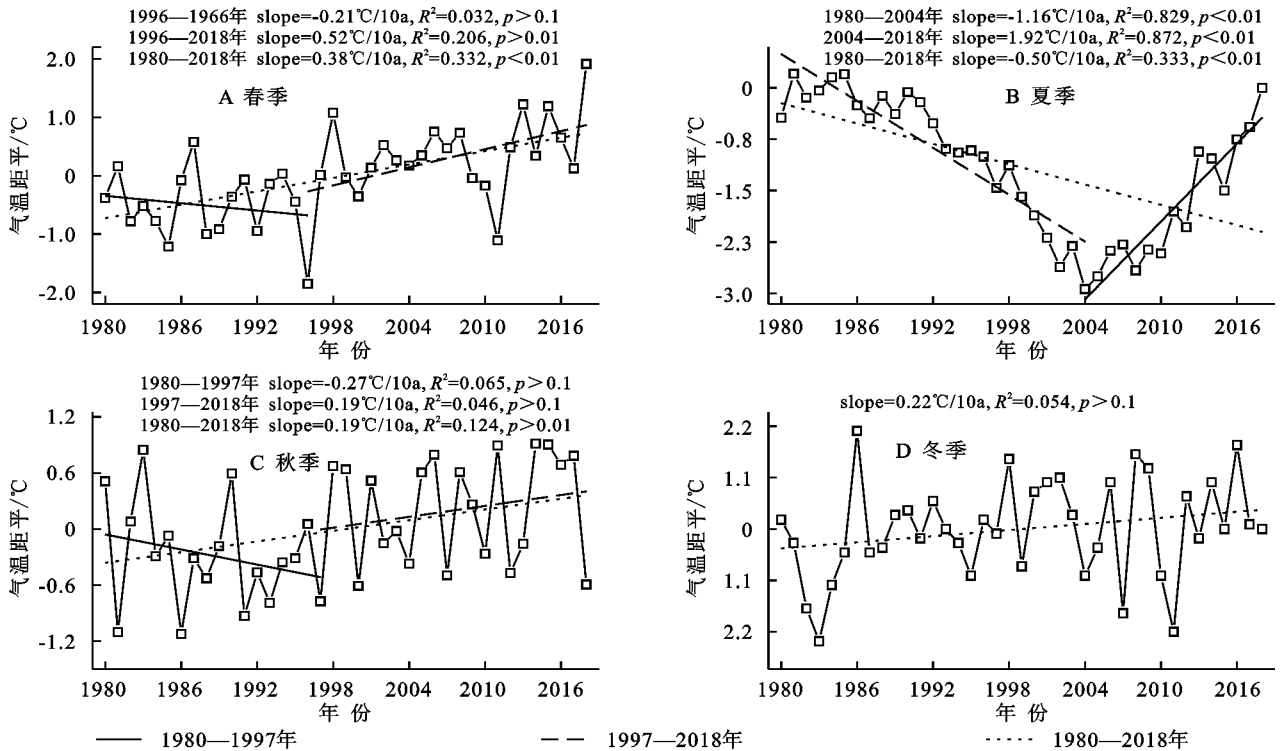 1996—1966年 slope=-0.21℃/10a, R²=0.032, p>0.1
1996—2018年 slope=0.52℃/10a, R²=0.206, p>0.01
1980—2018年 slope=0.38℃/10a, R²=0.332, p<0.01
A 春季
气温距平/℃
2.0
1.0
0
-1.0
-2.0
1980 1986 1992 1998 2004 2010 2016
年 份
1980—2004年 slope=-1.16℃/10a, R²=0.829, p<0.01
2004—2018年 slope=1.92℃/10a, R²=0.872, p<0.01
1980—2018年 slope=-0.50℃/10a, R²=0.333, p<0.01
B 夏季
气温距平/℃
0
-0.8
-1.5
-2.3
-3.0
1980 1986 1992 1998 2004 2010 2016
年 份
1980—1997年 slope=-0.27℃/10a, R²=0.065, p>0.1
1997—2018年 slope=0.19℃/10a, R²=0.046, p>0.1
1980—2018年 slope=0.19℃/10a, R²=0.124, p>0.01
C 秋季
气温距平/℃
1.2
0.6
0
-0.6
-1.2
1980 1986 1992 1998 2004 2010 2016
年 份
slope=0.22℃/10a, R²=0.054, p>0.1
D 冬季
气温距平/℃
2.2
1.1
0
1.1
2.2
1980 1986 1992 1998 2004 2010 2016
年 份
1980—1997年 1997—2018年 1980—2018年